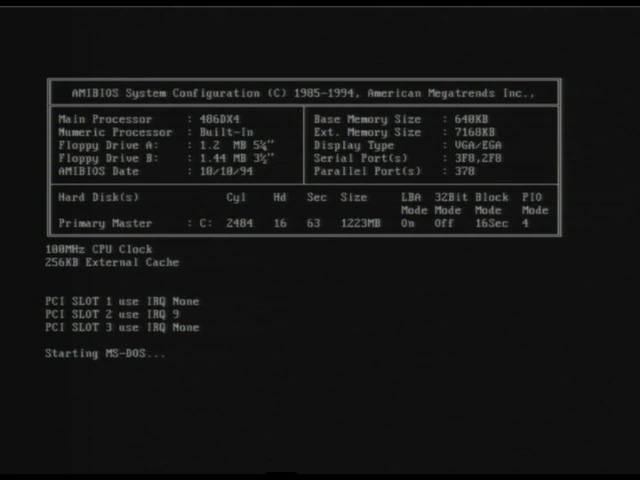 AMIBIOS System Configuration (C) 1985-1994, American Megatrends Inc.,
Main Processor : 486DX4 Base Memory Size : 640KB
Numeric Processor : Built-In Ext. Memory Size : 7168KB
Floppy Drive A: : 1.2 MB 5¼" Display Type : VGA/EGA
Floppy Drive B: : 1.44 MB 3½" Serial Port(s) : 3F8,2F8
AMIBIOS Date : 10/10/94 Parallel Port(s) : 378
Hard Disk(s) Cyl Hd Sec Size LBA 32Bit Block PIO
Mode Mode Mode Mode
Primary Master : C: 2484 16 63 1223MB On Off 16Sec 4
100MHz CPU Clock
256KB External Cache
PCI SLOT 1 use IRQ None
PCI SLOT 2 use IRQ 9
PCI SLOT 3 use IRQ None
Starting MS-DOS...